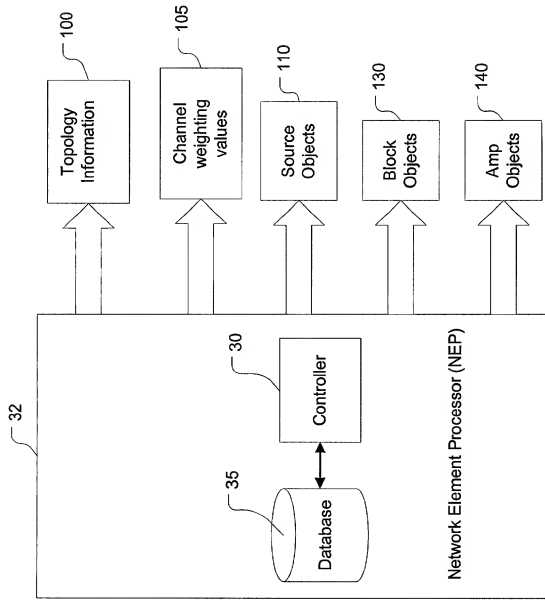 32
35
Database
30
Controller
Network Element Processor (NEP)
100
Topology
Information
105
Channel
weighting
values
110
Source
Objects
130
Block
Objects
140
Amp
Objects